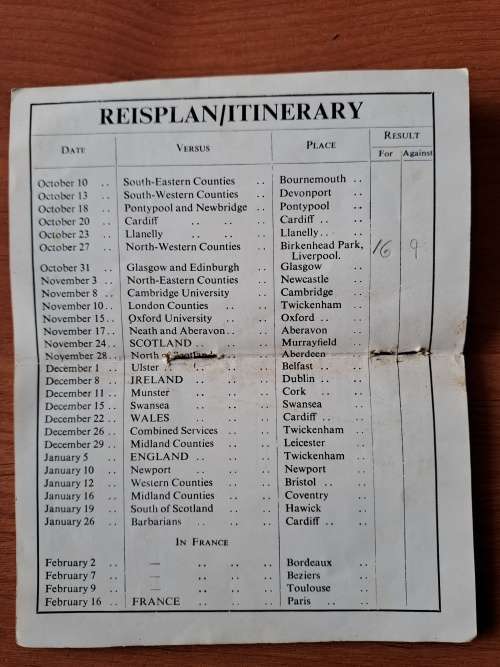 REISPLAN/ITINERARY
DATE VERSUS PLACE RESULT
For Against
October 10 .. South-Eastern Counties .. Bournemouth ..
October 13 .. South-Western Counties .. Devonport ..
October 18 .. Pontypool and Newbridge .. Pontypool ..
October 20 .. Cardiff .. .. .. Cardiff .. ..
October 23 .. Llanelly .. .. .. Llanelly .. ..
October 27 .. North-Western Counties .. Birkenhead Park, 16 9
Liverpool.
October 31 .. Glasgow and Edinburgh .. Glasgow ..
November 3 .. North-Eastern Counties .. Newcastle ..
November 8 .. Cambridge University .. Cambridge ..
November 10 .. London Counties .. Twickenham ..
November 15 .. Oxford University .. Oxford .. ..
November 17 .. Neath and Aberavon .. .. Aberavon ..
November 24 .. SCOTLAND .. .. Murrayfield ..
November 28 .. North of Scotland .. Aberdeen ..
December 1 .. Ulster .. .. .. Belfast .. ..
December 8 .. IRELAND .. .. Dublin .. ..
December 11 .. Munster .. .. Cork .. ..
December 15 .. Swansea .. .. Swansea ..
December 22 .. WALES .. .. Cardiff .. ..
December 26 .. Combined Services .. .. Twickenham ..
December 29 .. Midland Counties .. .. Leicester ..
January 5 .. ENGLAND .. .. Twickenham ..
January 10 .. Newport .. .. Newport ..
January 12 .. Western Counties .. .. Bristol .. ..
January 16 .. Midland Counties .. .. Coventry ..
January 19 .. South of Scotland .. .. Hawick ..
January 26 .. Barbarians .. .. .. Cardiff .. ..
IN FRANCE
February 2 .. — .. .. .. Bordeaux ..
February 7 .. — .. .. .. Beziers ..
February 9 .. — .. .. .. Toulouse ..
February 16 .. FRANCE .. .. .. Paris .. ..